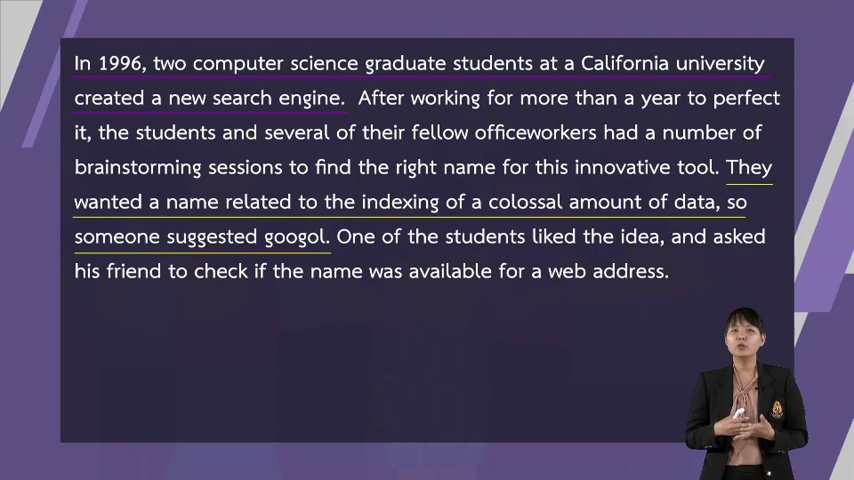 In 1996, two computer science graduate students at a California university
created a new search engine. After working for more than a year to perfect
it, the students and several of their fellow officeworkers had a number of
brainstorming sessions to find the right name for this innovative tool. They
wanted a name related to the indexing of a colossal amount of data, so
someone suggested googol. One of the students liked the idea, and asked
his friend to check if the name was available for a web address.